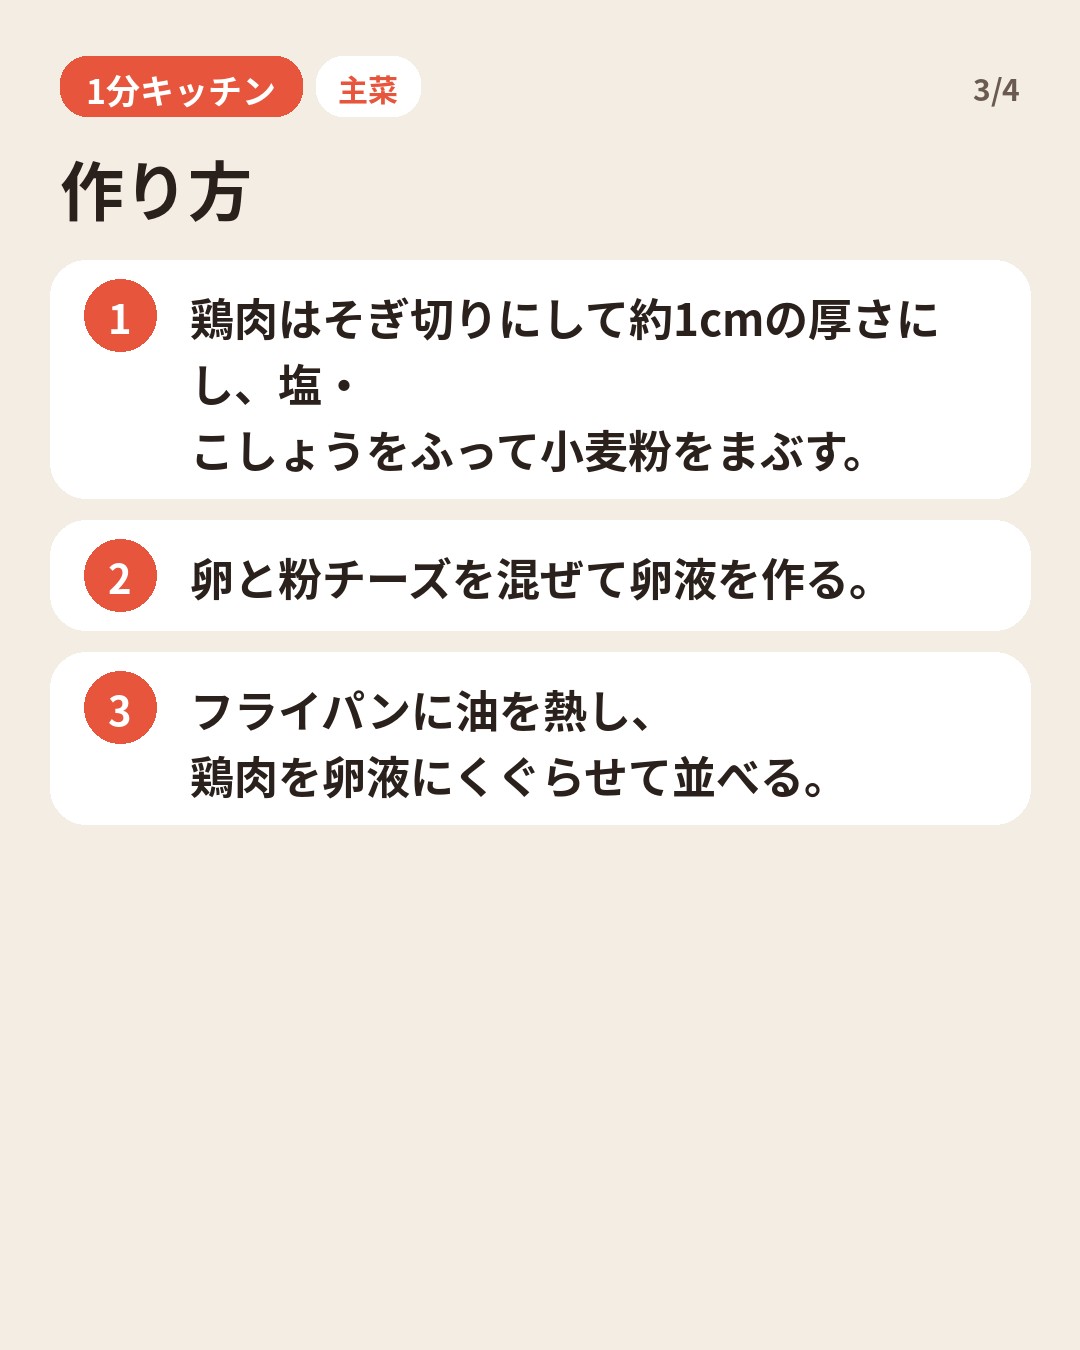 1分キッチン
主菜
3/4
作り方
1
鶏肉はそぎ切りにして約1cmの厚さに
し、塩・
こしょうをふって小麦粉をまぶす。
2
卵と粉チーズを混ぜて卵液を作る。
3
フライパンに油を熱し、
鶏肉を卵液にくぐらせて並べる。